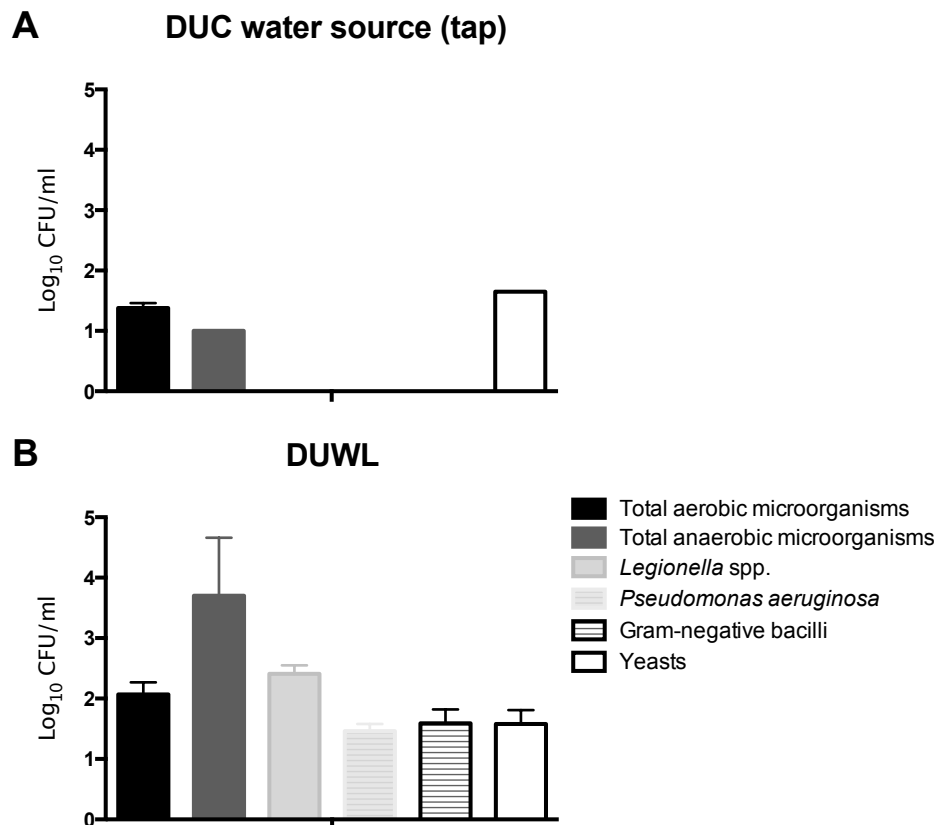 A
DUC water source (tap)
5
4
3
2
1
0
Log₁₀ CFU/ml
B
DUWL
5
4
3
2
1
0
Log₁₀ CFU/ml
Total aerobic microorganisms
Total anaerobic microorganisms
Legionella spp.
Pseudomonas aeruginosa
Gram-negative bacilli
Yeasts